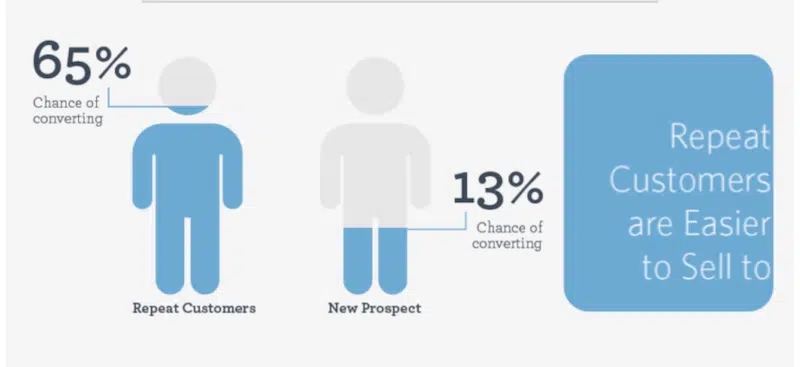 65%
Chance of
converting
Repeat Customers
13%
Chance of
converting
New Prospect
Repeat
Customers
are Easier
to Sell to